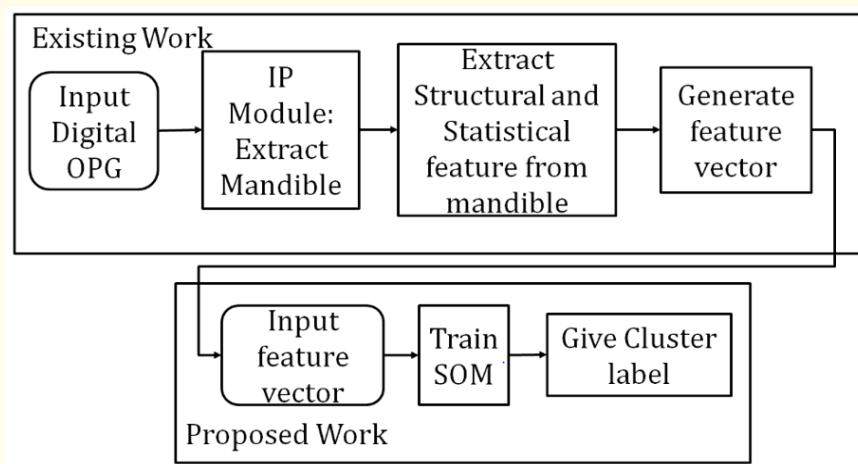 Existing Work
Input
Digital
OPG
IP
Module:
Extract
Mandible
Extract
Structural and
Statistical
feature from
mandible
Generate
feature
vector
Input
feature
vector
Train
SOM
Give Cluster
label
Proposed Work